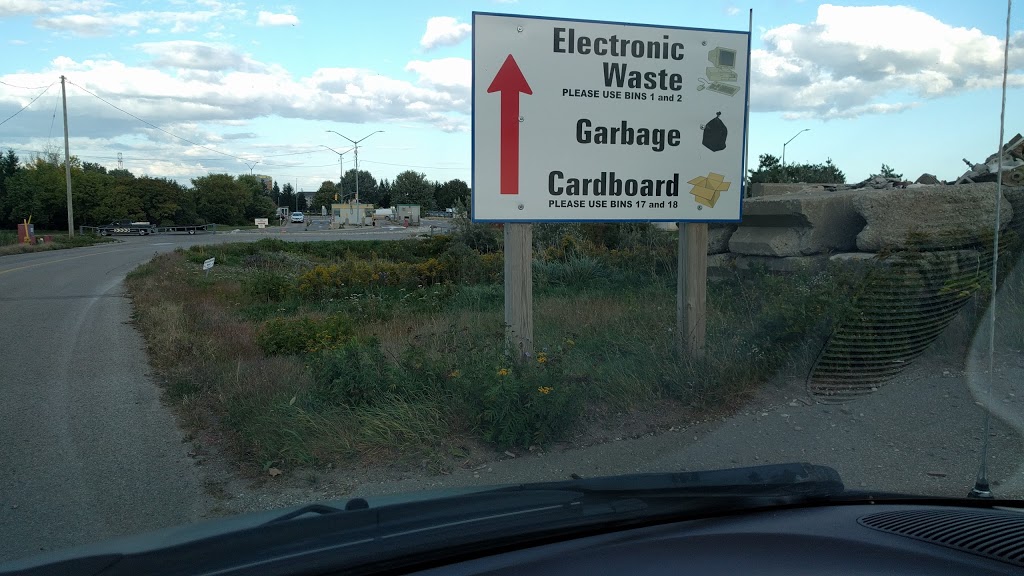 Electronic
Waste
PLEASE USE BINS 1 and 2
Garbage
Cardboard
PLEASE USE BINS 17 and 18